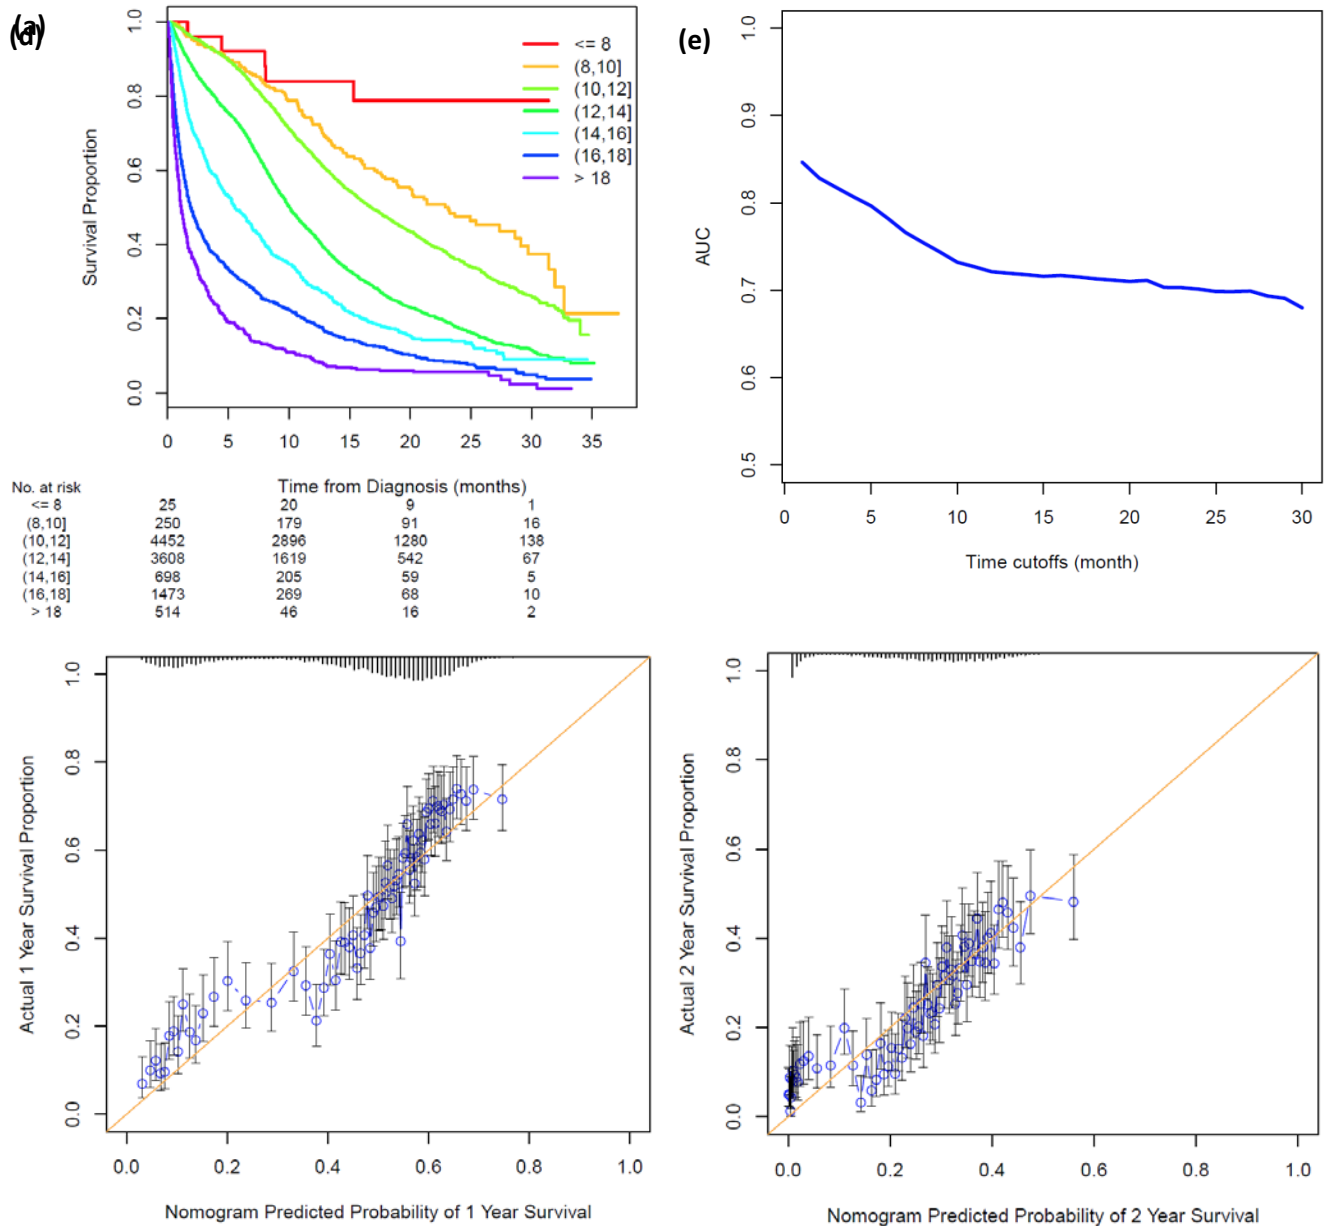 (a)
(d)
Survival Proportion
1.0
0.8
0.6
0.4
0.2
0.0
<= 8
(8,10]
(10,12]
(12,14]
(14,16]
(16,18]
> 18
0 5 10 15 20 25 30 35
Time from Diagnosis (months)
No. at risk
<= 8 25 20 9 1
(8,10] 250 179 91 16
(10,12] 4452 2896 1280 138
(12,14] 3608 1619 542 67
(14,16] 698 205 59 5
(16,18] 1473 269 68 10
> 18 514 46 16 2
(e)
AUC
1.0
0.9
0.8
0.7
0.6
0.5
0 5 10 15 20 25 30
Time cutoffs (month)
Actual 1 Year Survival Proportion
1.0
0.8
0.6
0.4
0.2
0.0
0.0 0.2 0.4 0.6 0.8 1.0
Nomogram Predicted Probability of 1 Year Survival
Actual 2 Year Survival Proportion
1.0
0.8
0.6
0.4
0.2
0.0
0.0 0.2 0.4 0.6 0.8 1.0
Nomogram Predicted Probability of 2 Year Survival